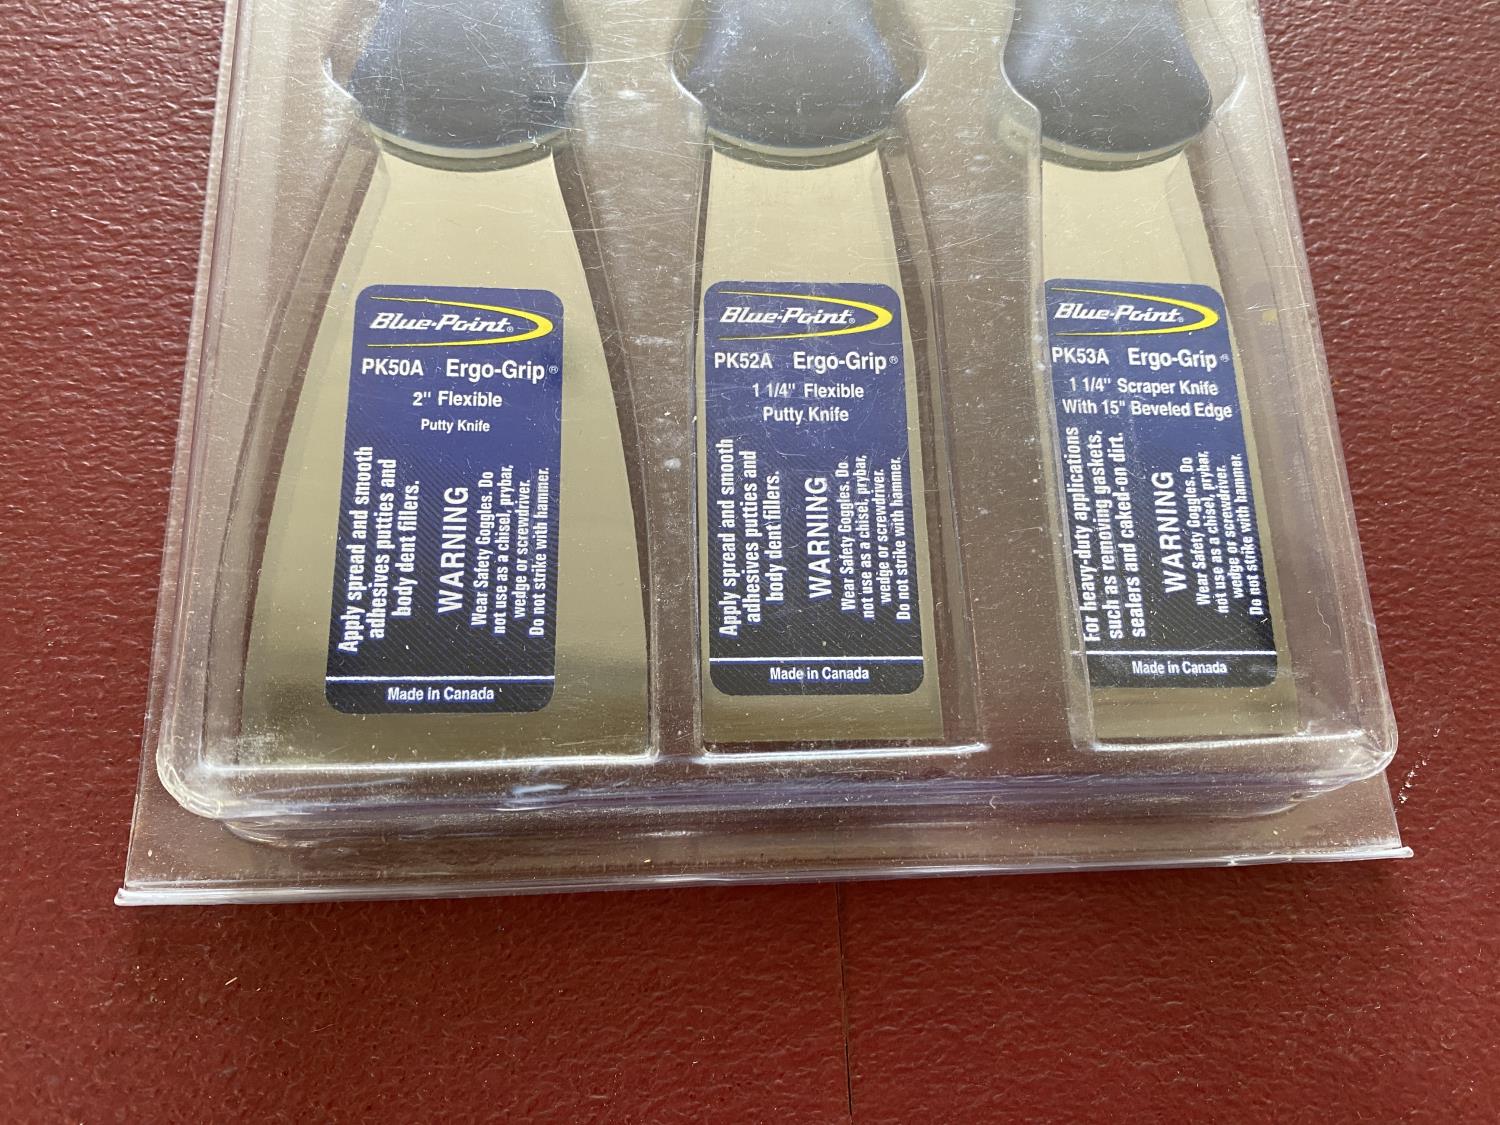 Blue-Point®
PK50A Ergo-Grip®
2" Flexible
Putty Knife
Apply spread and smooth
adhesives putties and
body dent fillers.
WARNING
Wear Safety Goggles. Do
not use as a chisel, prybar,
wedge or screwdriver.
Do not strike with hammer.
Made in Canada
Blue-Point®
PK52A Ergo-Grip®
1 1/4" Flexible
Putty Knife
Apply spread and smooth
adhesives putties and
body dent fillers.
WARNING
Wear Safety Goggles. Do
not use as a chisel, prybar,
wedge or screwdriver.
Do not strike with hammer.
Made in Canada
Blue-Point®
PK53A Ergo-Grip®
1 1/4" Scraper Knife
With 15" Beveled Edge
For heavy-duty applications
such as removing gaskets,
sealers and caked-on dirt.
WARNING
Wear Safety Goggles. Do
not use as a chisel, prybar,
wedge or screwdriver.
Do not strike with hammer.
Made in Canada